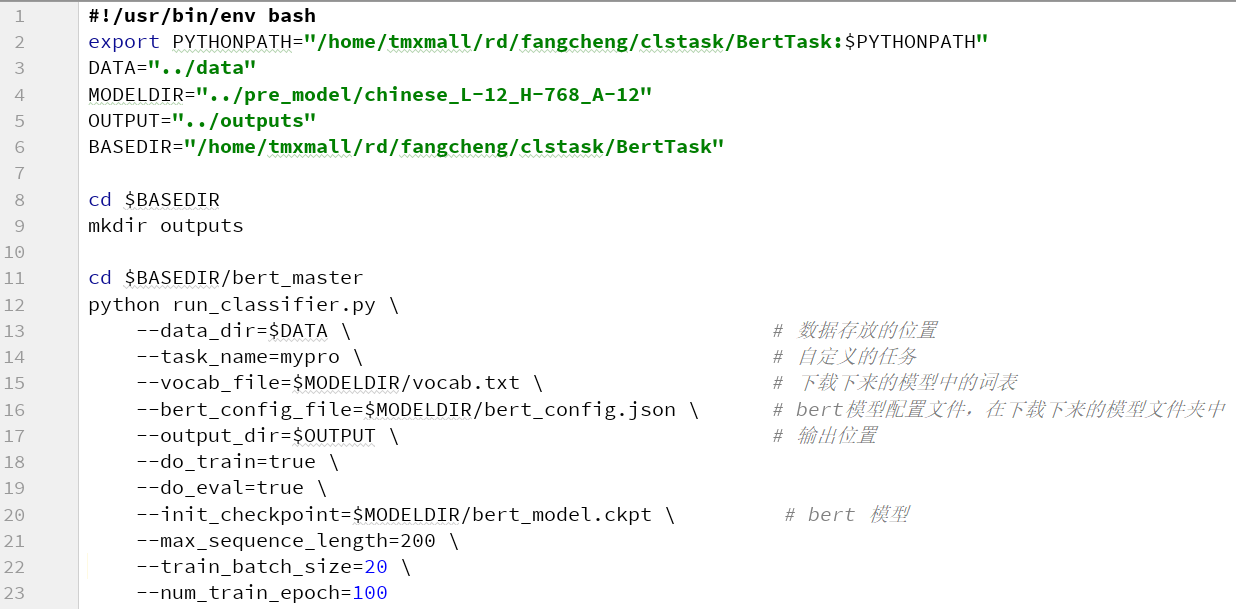 1 #!/usr/bin/env bash
2 export PYTHONPATH="/home/tmxmall/rd/fangcheng/clstask/BertTask:$PYTHONPATH"
3 DATA="../data"
4 MODELDIR="../pre_model/chinese_L-12_H-768_A-12"
5 OUTPUT="../outputs"
6 BASEDIR="/home/tmxmall/rd/fangcheng/clstask/BertTask"
7
8 cd $BASEDIR
9 mkdir outputs
10
11 cd $BASEDIR/bert_master
12 python run_classifier.py \
13 --data_dir=$DATA \ # 数据存放的位置
14 --task_name=mypro \ # 自定义的任务
15 --vocab_file=$MODELDIR/vocab.txt \ # 下载下来的模型中的词表
16 --bert_config_file=$MODELDIR/bert_config.json \ # bert模型配置文件，在下载下来的模型文件夹中
17 --output_dir=$OUTPUT \ # 输出位置
18 --do_train=true \
19 --do_eval=true \
20 --init_checkpoint=$MODELDIR/bert_model.ckpt \ # bert 模型
21 --max_sequence_length=200 \
22 --train_batch_size=20 \
23 --num_train_epoch=100